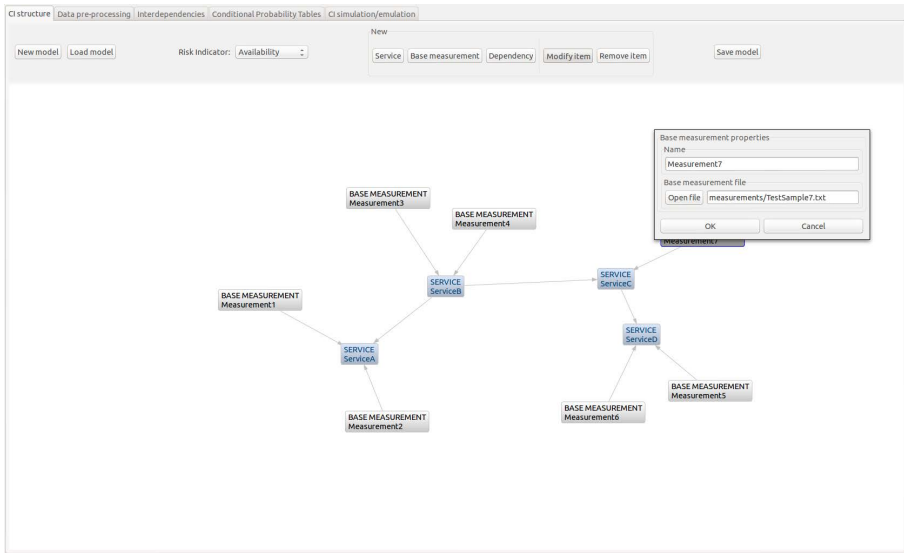 CI structure Data pre-processing Interdependencies Conditional Probability Tables CI simulation/emulation
New
New model Load model Risk Indicator: Availability Service Base measurement Dependency Modify item Remove item Save model
Base measurement properties
Name
Measurement7
Base measurement file
Open file measurements/TestSample7.txt
OK Cancel
Measurement7
BASE MEASUREMENT
Measurement3
BASE MEASUREMENT
Measurement4
SERVICE
ServiceB
SERVICE
ServiceC
BASE MEASUREMENT
Measurement1
SERVICE
ServiceA
SERVICE
ServiceD
BASE MEASUREMENT
Measurement5
BASE MEASUREMENT
Measurement6
BASE MEASUREMENT
Measurement2